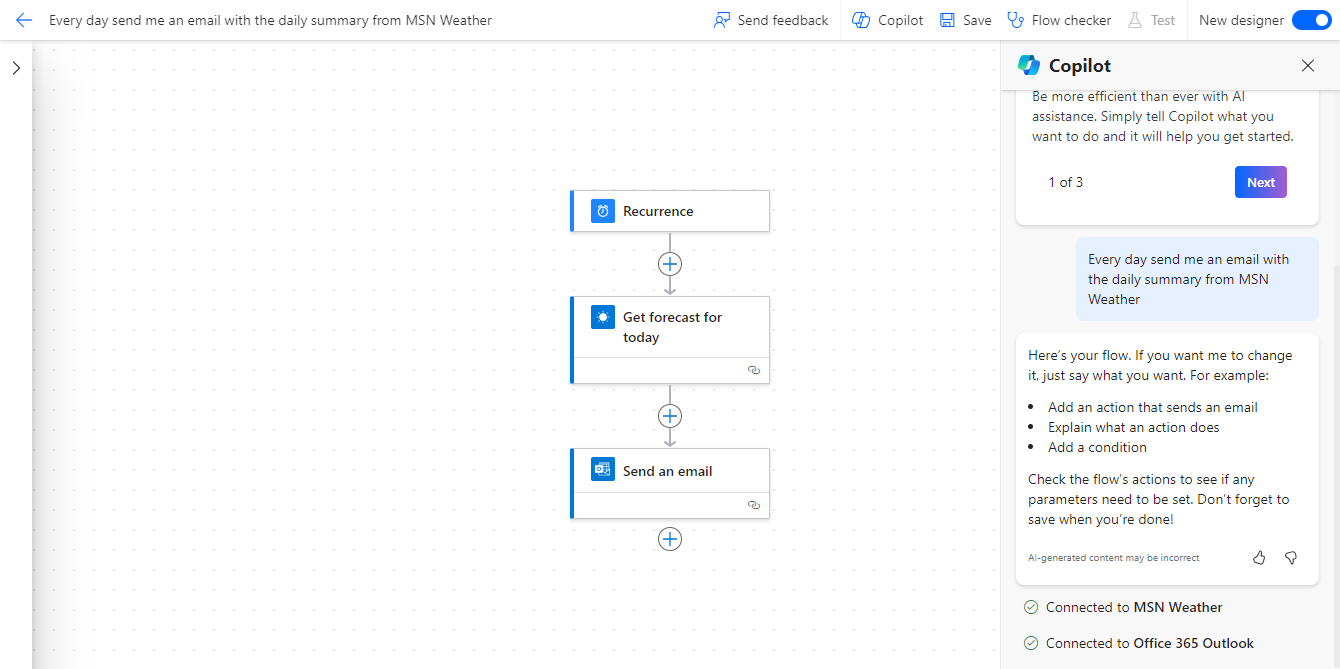 Every day send me an email with the daily summary from MSN Weather
Send feedback
Copilot
Save
Flow checker
Test
New designer
Recurrence
Get forecast for
today
Send an email
Copilot
Be more efficient than ever with AI
assistance. Simply tell Copilot what you
want to do and it will help you get started.
1 of 3
Next
Every day send me an email with
the daily summary from MSN
Weather
Here's your flow. If you want me to change
it, just say what you want. For example:
• Add an action that sends an email
• Explain what an action does
• Add a condition
Check the flow's actions to see if any
parameters need to be set. Don't forget to
save when you're done!
AI-generated content may be incorrect
Connected to MSN Weather
Connected to Office 365 Outlook